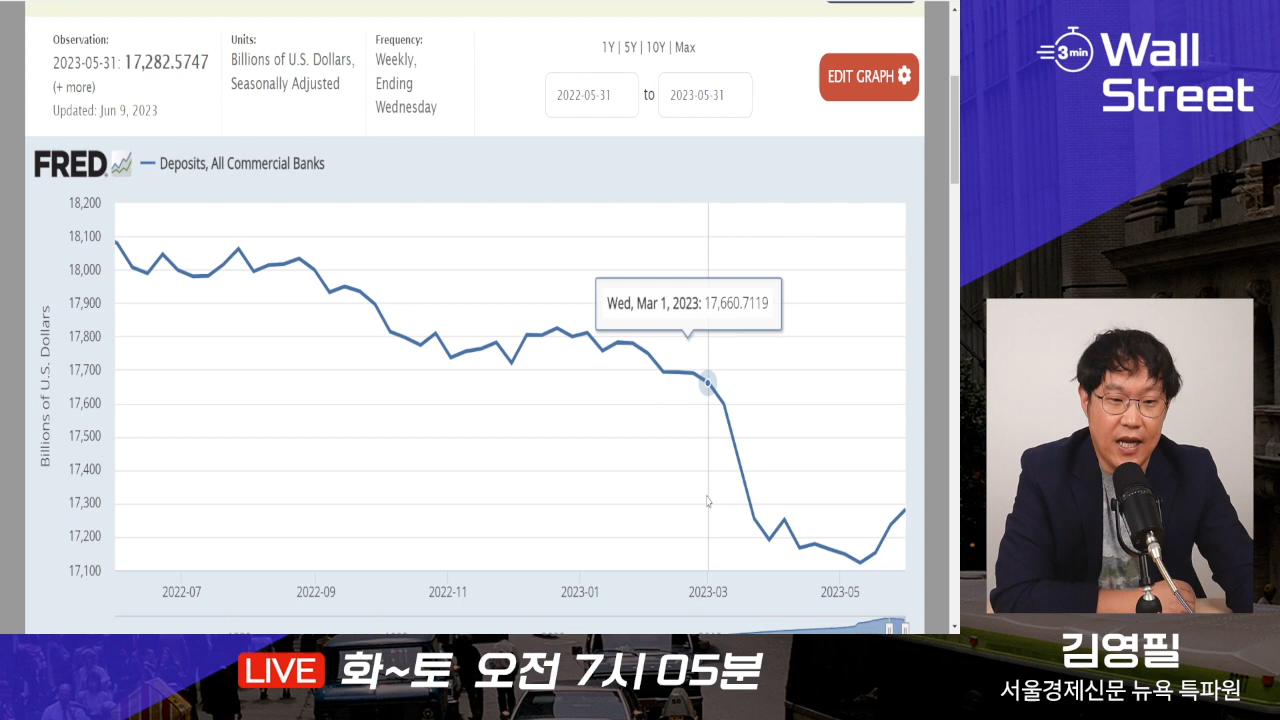 Observation:
2023-05-31: 17,282.5747
(+ more)
Updated: Jun 9, 2023
Units:
Billions of U.S. Dollars,
Seasonally Adjusted
Frequency:
Weekly,
Ending
Wednesday
1Y | 5Y | 10Y | Max
2022-05-31 to 2023-05-31
EDIT GRAPH
FRED
Deposits, All Commercial Banks
Billions of U.S. Dollars
18,200
18,100
18,000
17,900
17,800
17,700
17,600
17,500
17,400
17,300
17,200
17,100
Wed, Mar 1, 2023: 17,660.7119
2022-07 2022-09 2022-11 2023-01 2023-03 2023-05
3min Wall
Street
김영필
서울경제신문 뉴욕 특파원
LIVE 화~토 오전 7시 05분